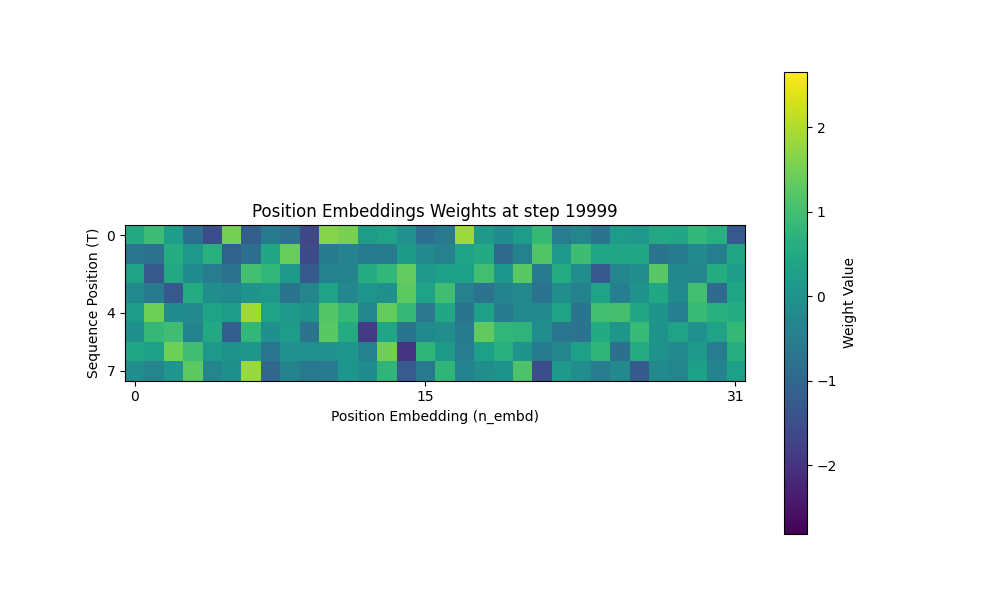 Position Embeddings Weights at step 19999
Sequence Position (T)
0
4
7
0
15
31
Position Embedding (n_embd)
2
1
0
−1
−2
Weight Value